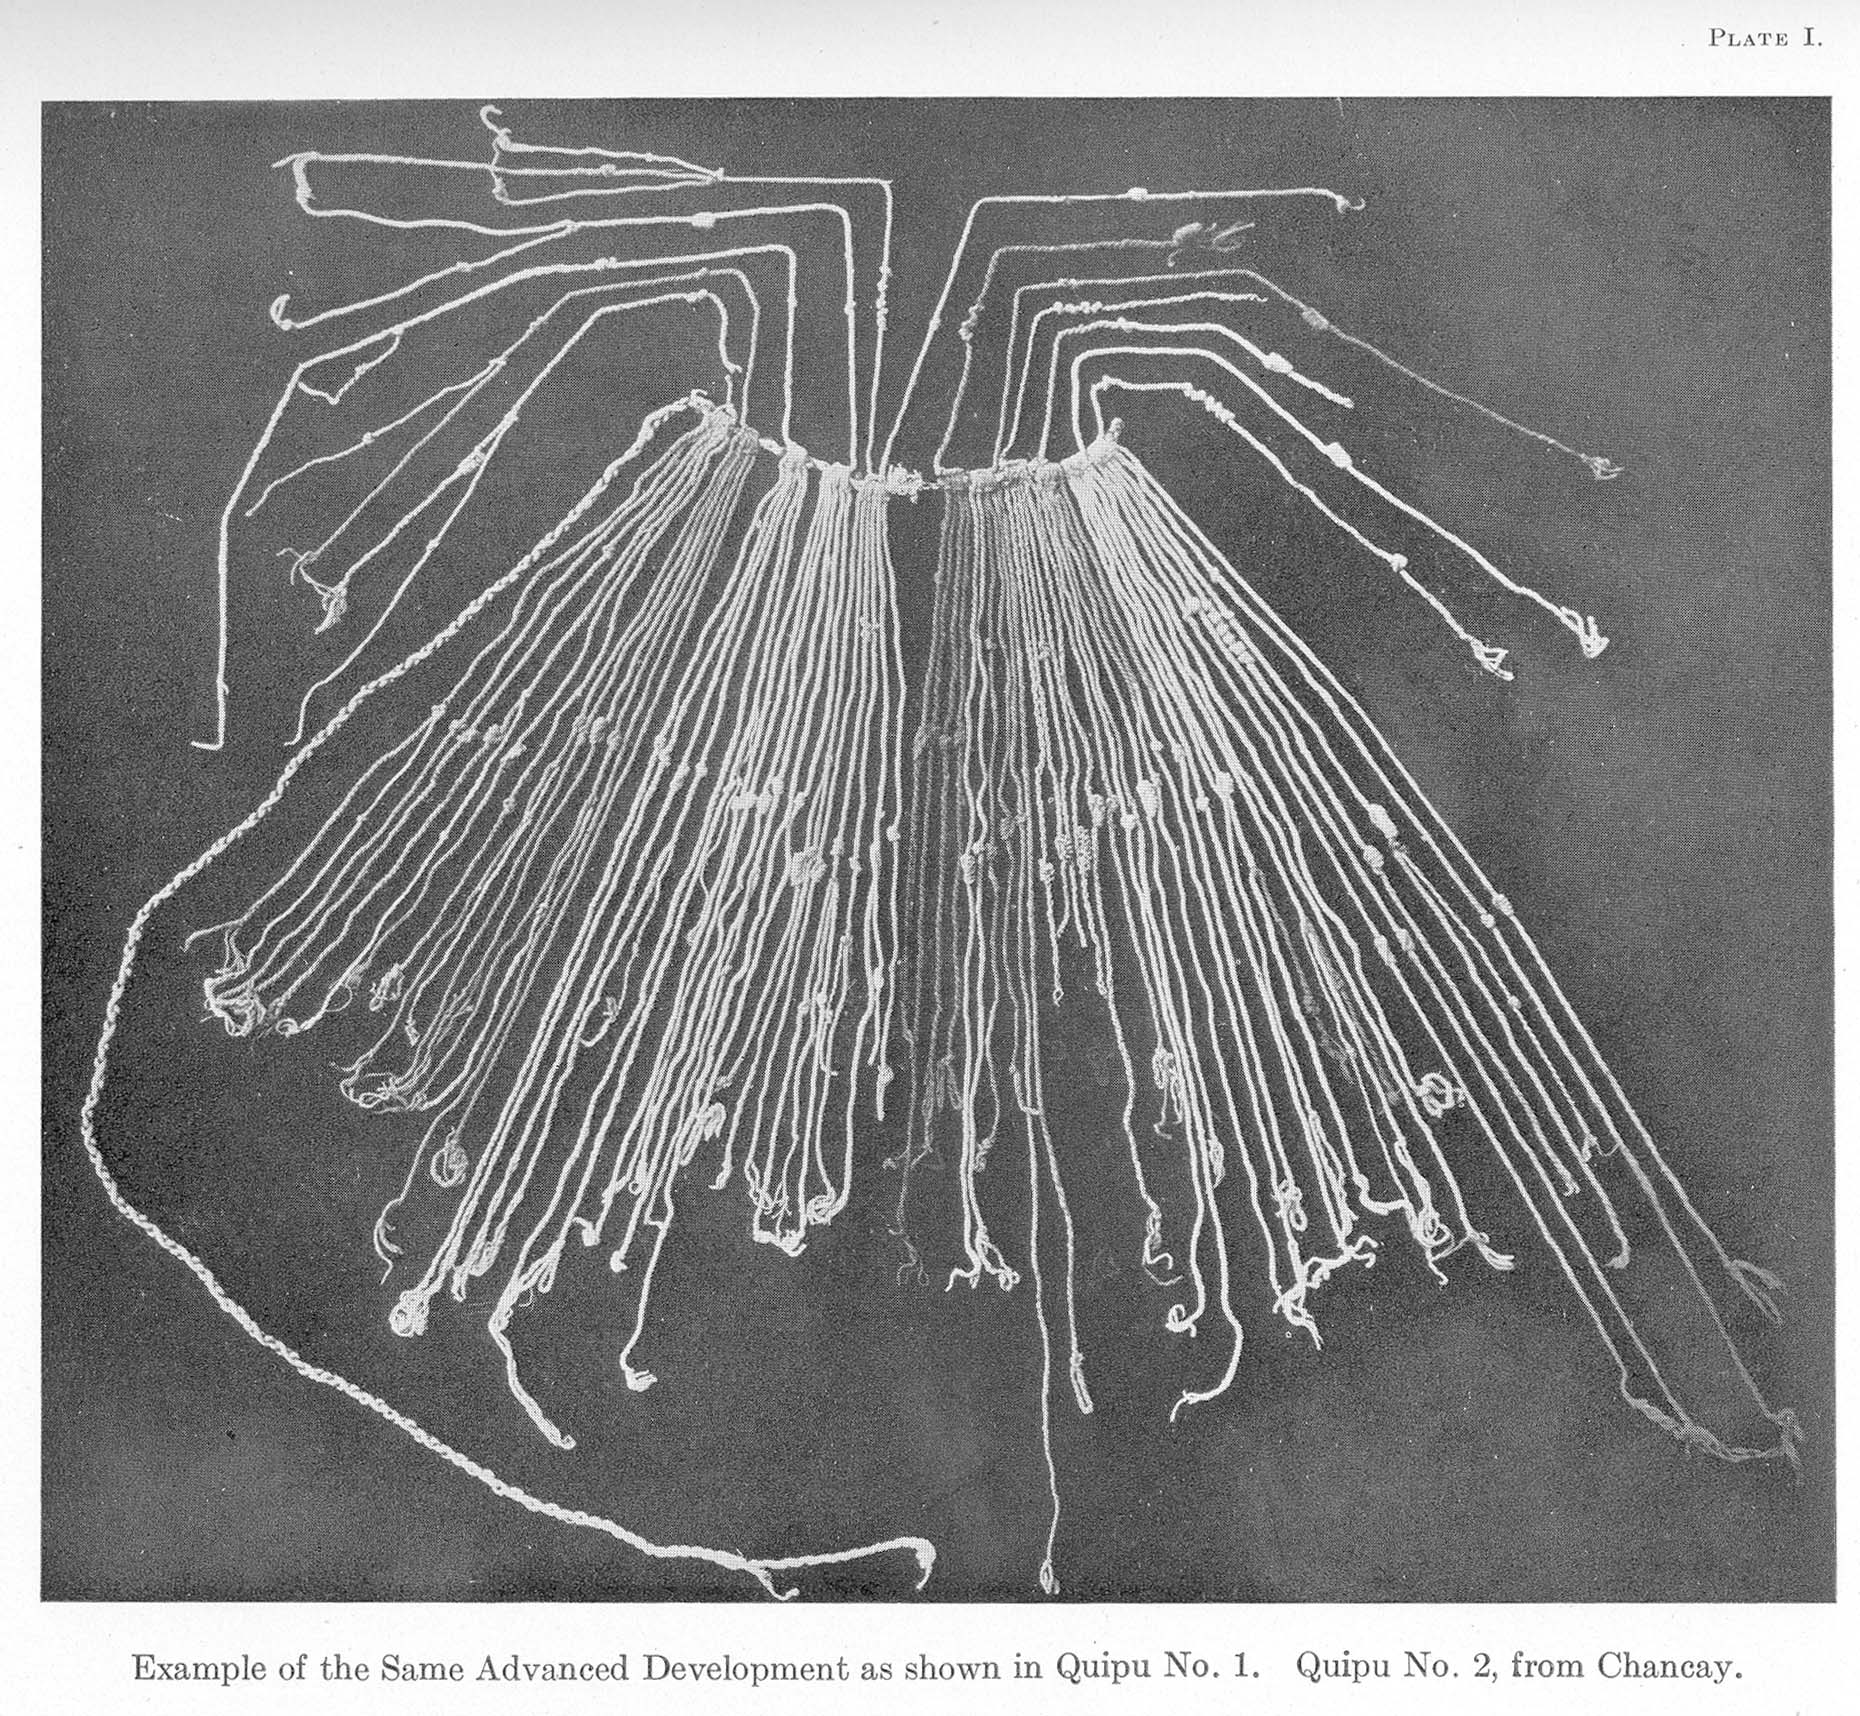 Plate I.
Example of the Same Advanced Development as shown in Quipu No. 1. Quipu No. 2, from Chancay.